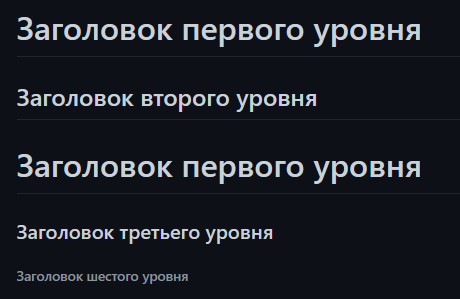 Заголовок первого уровня
Заголовок второго уровня
Заголовок первого уровня
Заголовок третьего уровня
Заголовок шестого уровня